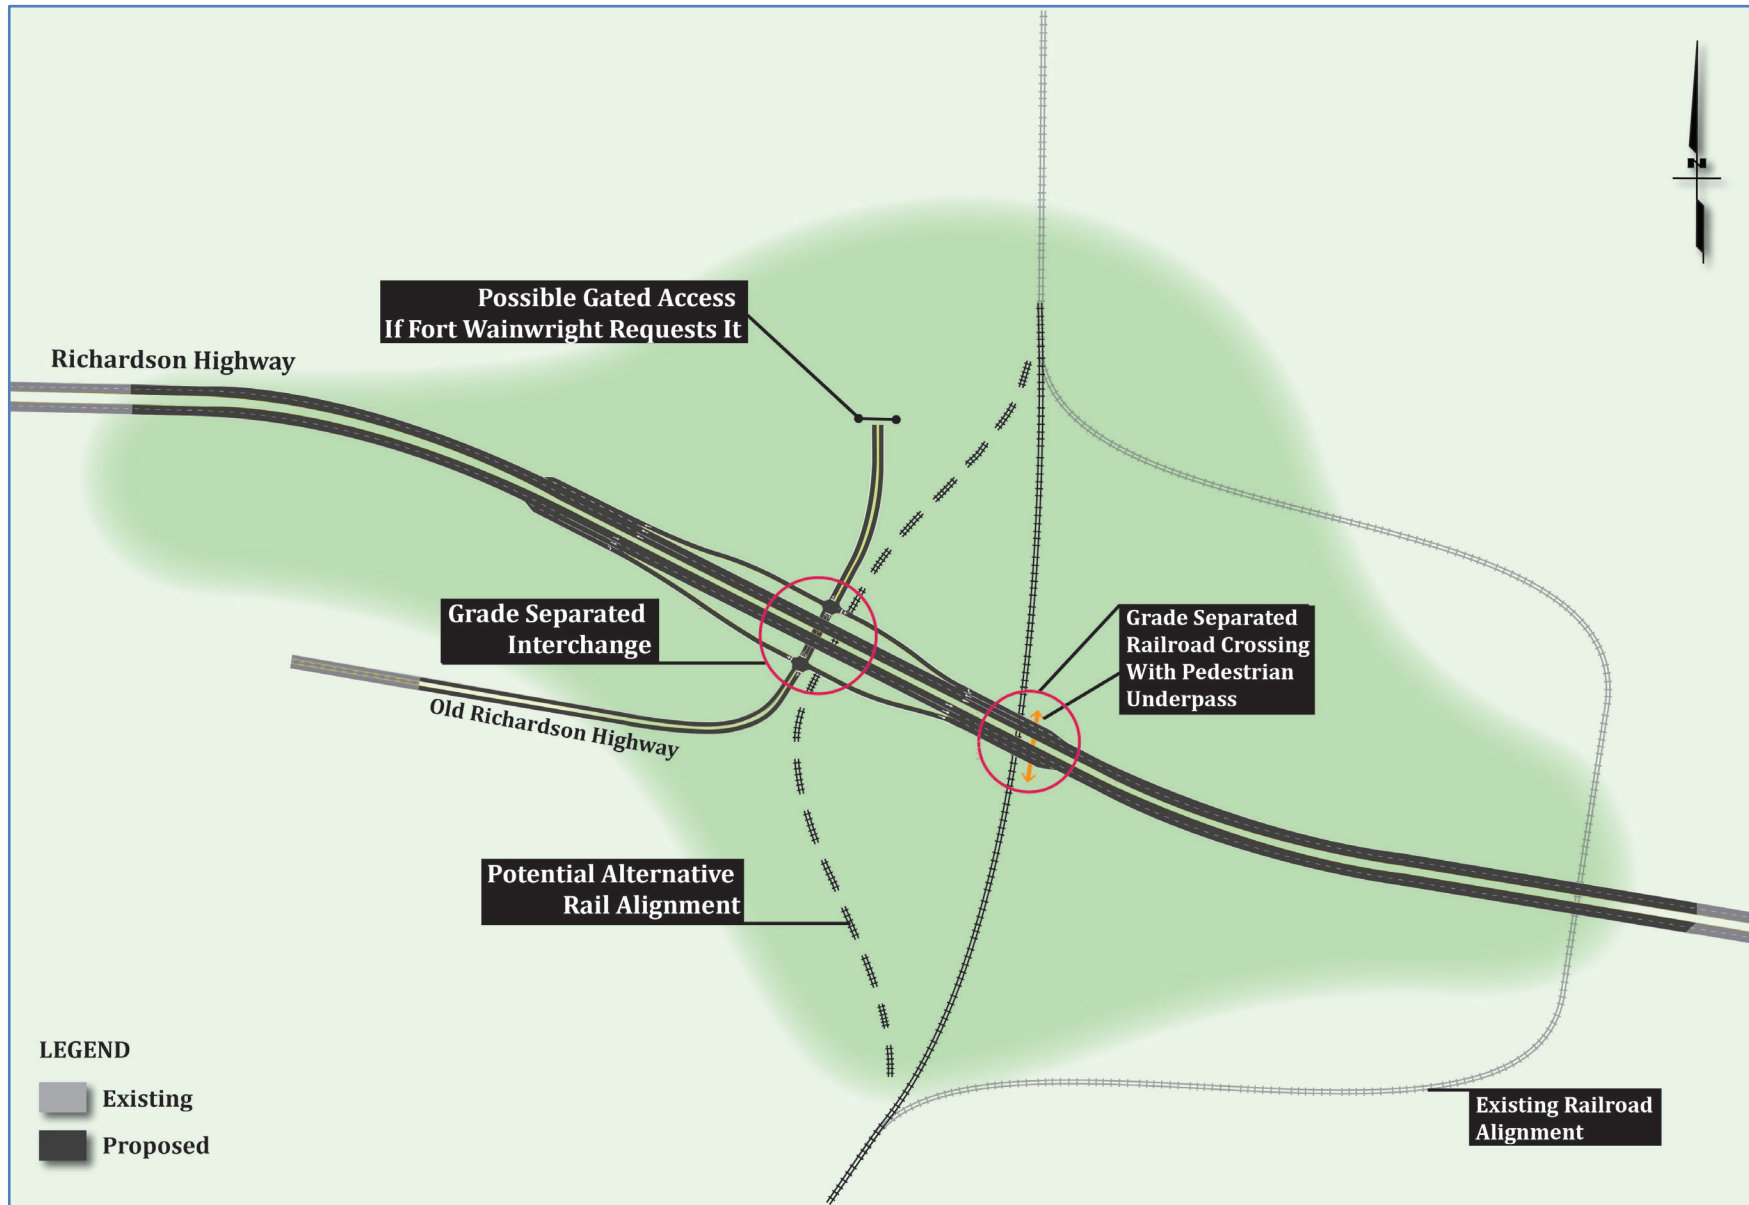 N
Possible Gated Access
If Fort Wainwright Requests It
Richardson Highway
Grade Separated
Interchange
Grade Separated
Railroad Crossing
With Pedestrian
Underpass
Old Richardson Highway
Potential Alternative
Rail Alignment
LEGEND
Existing
Proposed
Existing Railroad
Alignment